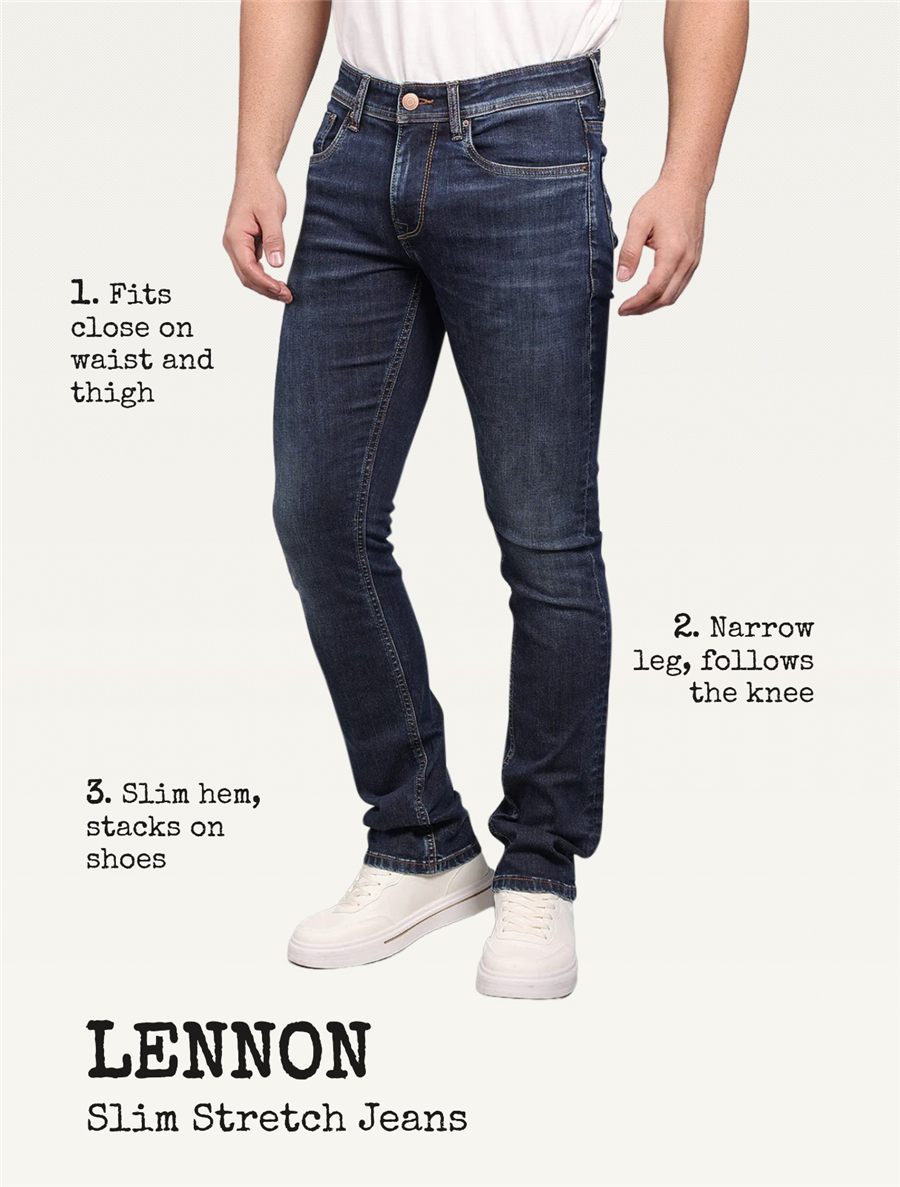 1. Fits
close on
waist and
thigh
2. Narrow
leg, follows
the knee
3. Slim hem,
stacks on
shoes
LENNON
Slim Stretch Jeans